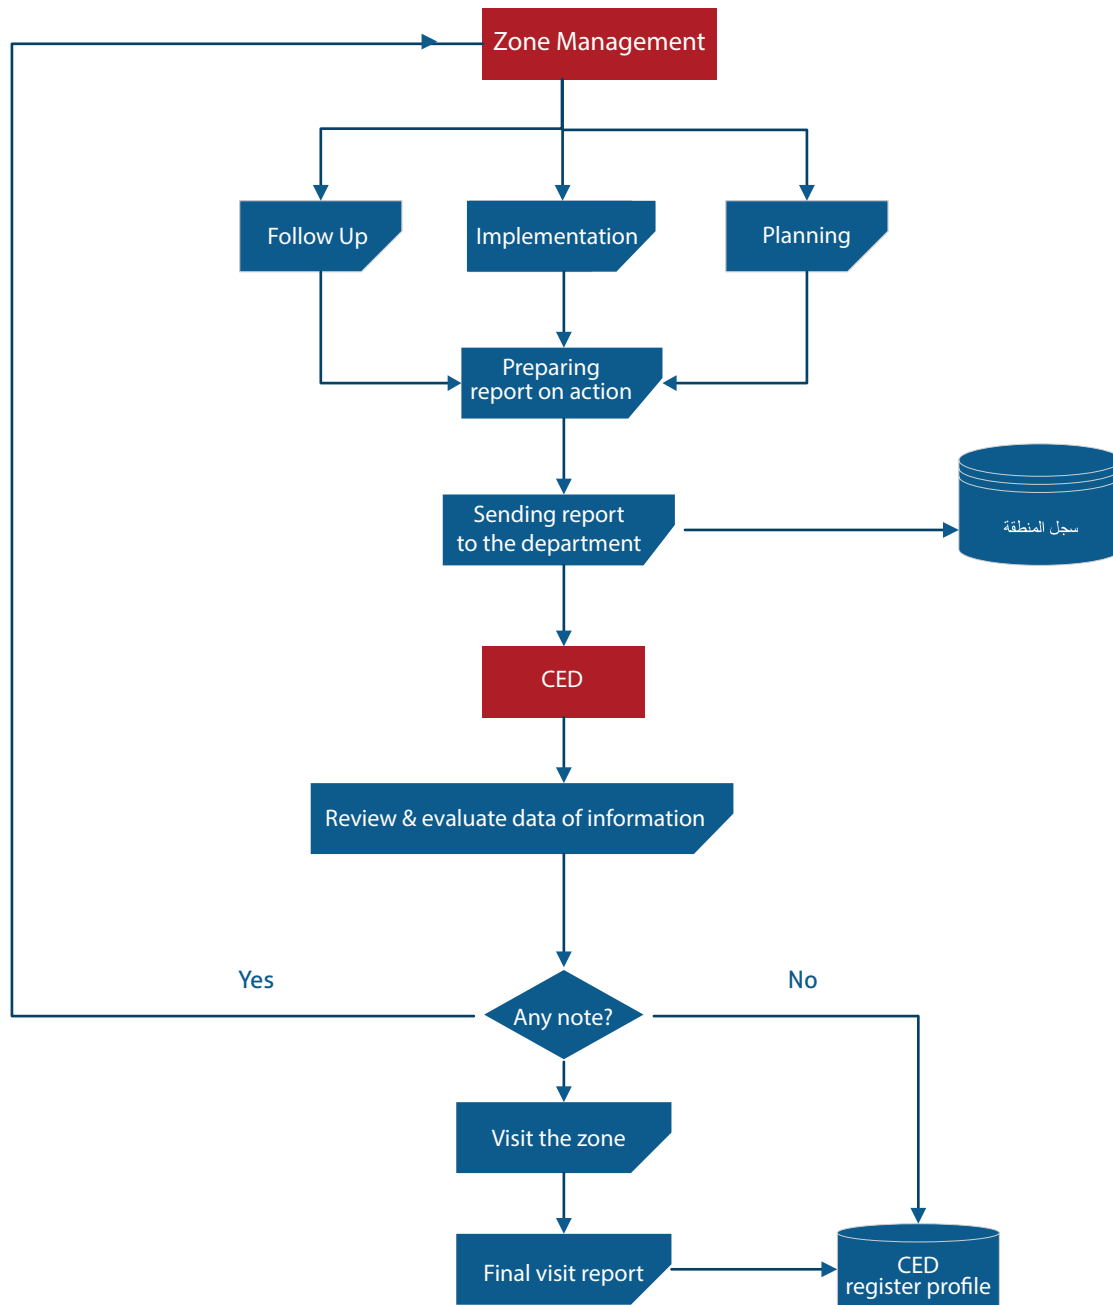 Zone Management
Follow Up
Implementation
Planning
Preparing
report on action
Sending report
to the department
سجل المنطقة
CED
Review & evaluate data of information
Yes
No
Any note?
Visit the zone
Final visit report
CED
register profile